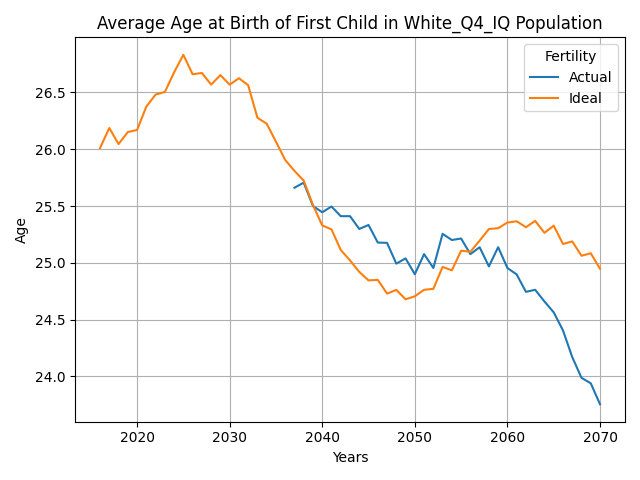 Average Age at Birth of First Child in White_Q4_IQ Population
Fertility
Actual
Ideal
Age
26.5
26.0
25.5
25.0
24.5
24.0
2020 2030 2040 2050 2060 2070
Years